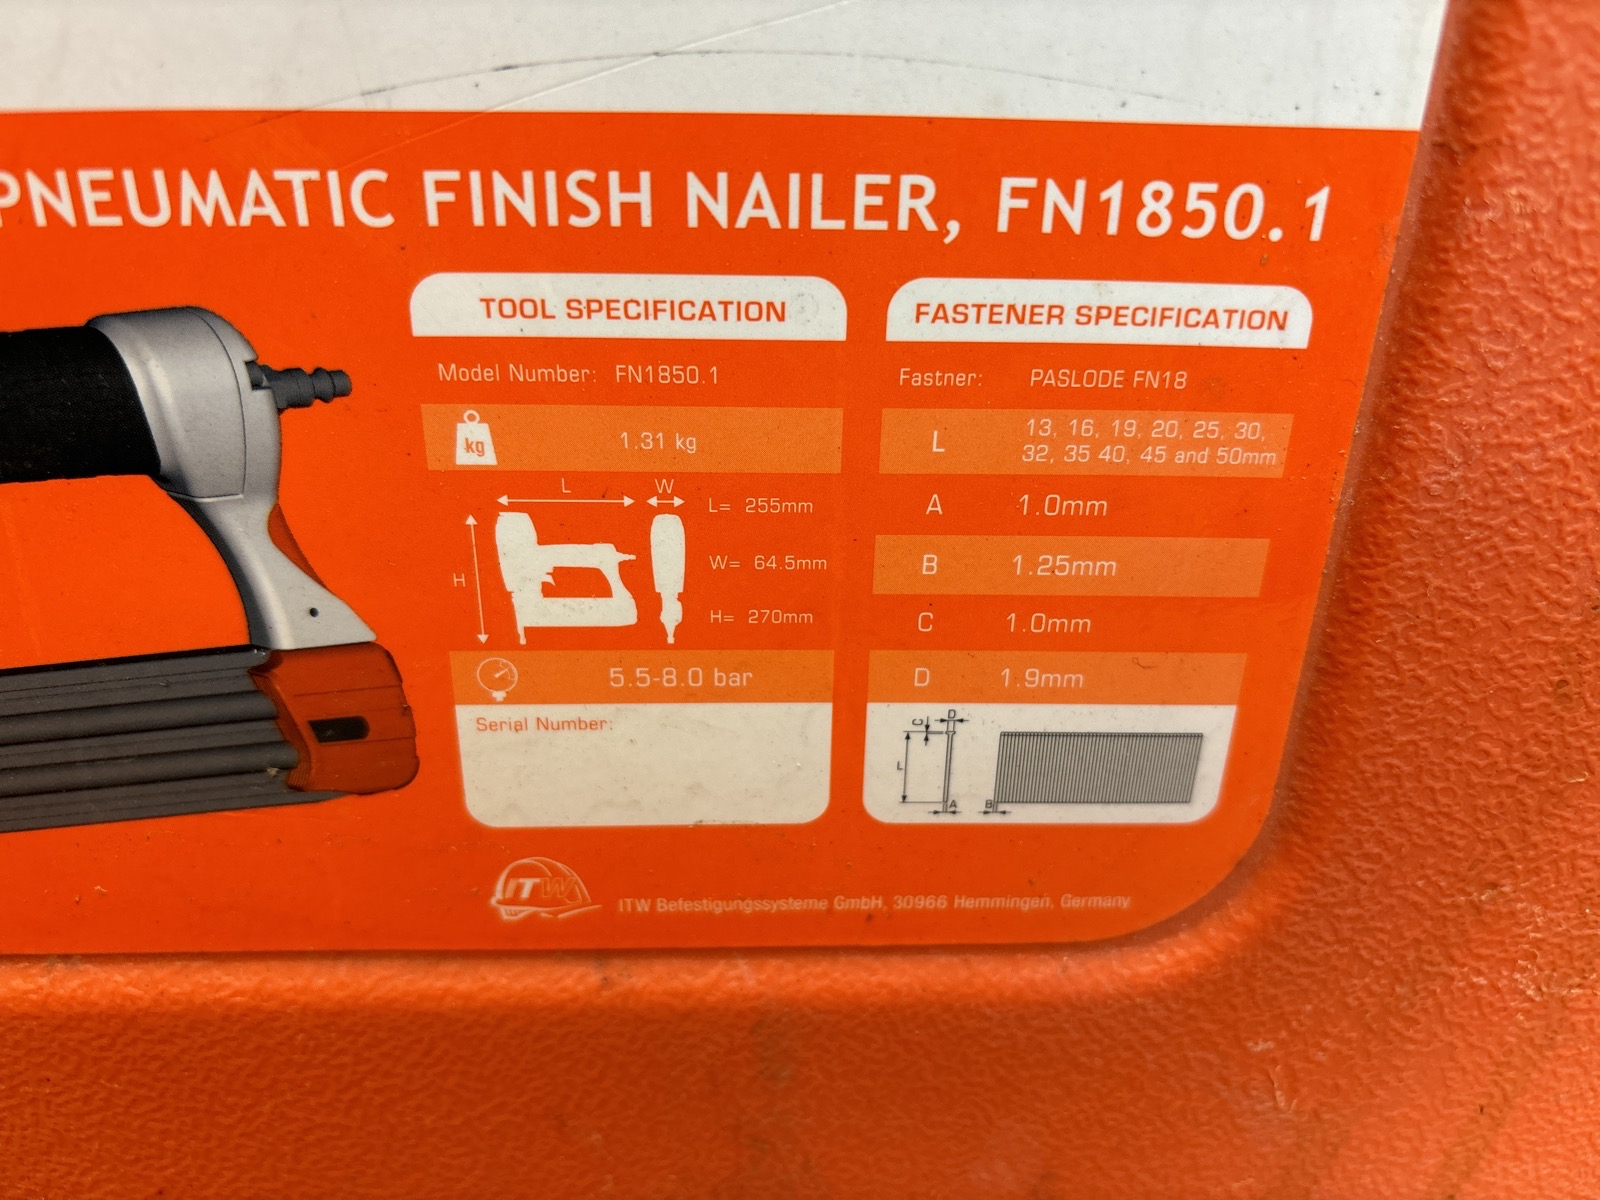 PNEUMATIC FINISH NAILER, FN1850.1
TOOL SPECIFICATION
Model Number: FN1850.1
kg
1.31 kg
L
W
H
L= 255mm
W= 64.5mm
H= 270mm
5.5-8.0 bar
Serial Number:
FASTENER SPECIFICATION
Fastner: PASLODE FN18
L
13, 16, 19, 20, 25, 30,
32, 35 40, 45 and 50mm
A 1.0mm
B 1.25mm
C 1.0mm
D 1.9mm
D
C
L
A
B
ITW
ITW Befestigungssysteme GmbH, 30966 Hemmingen, Germany